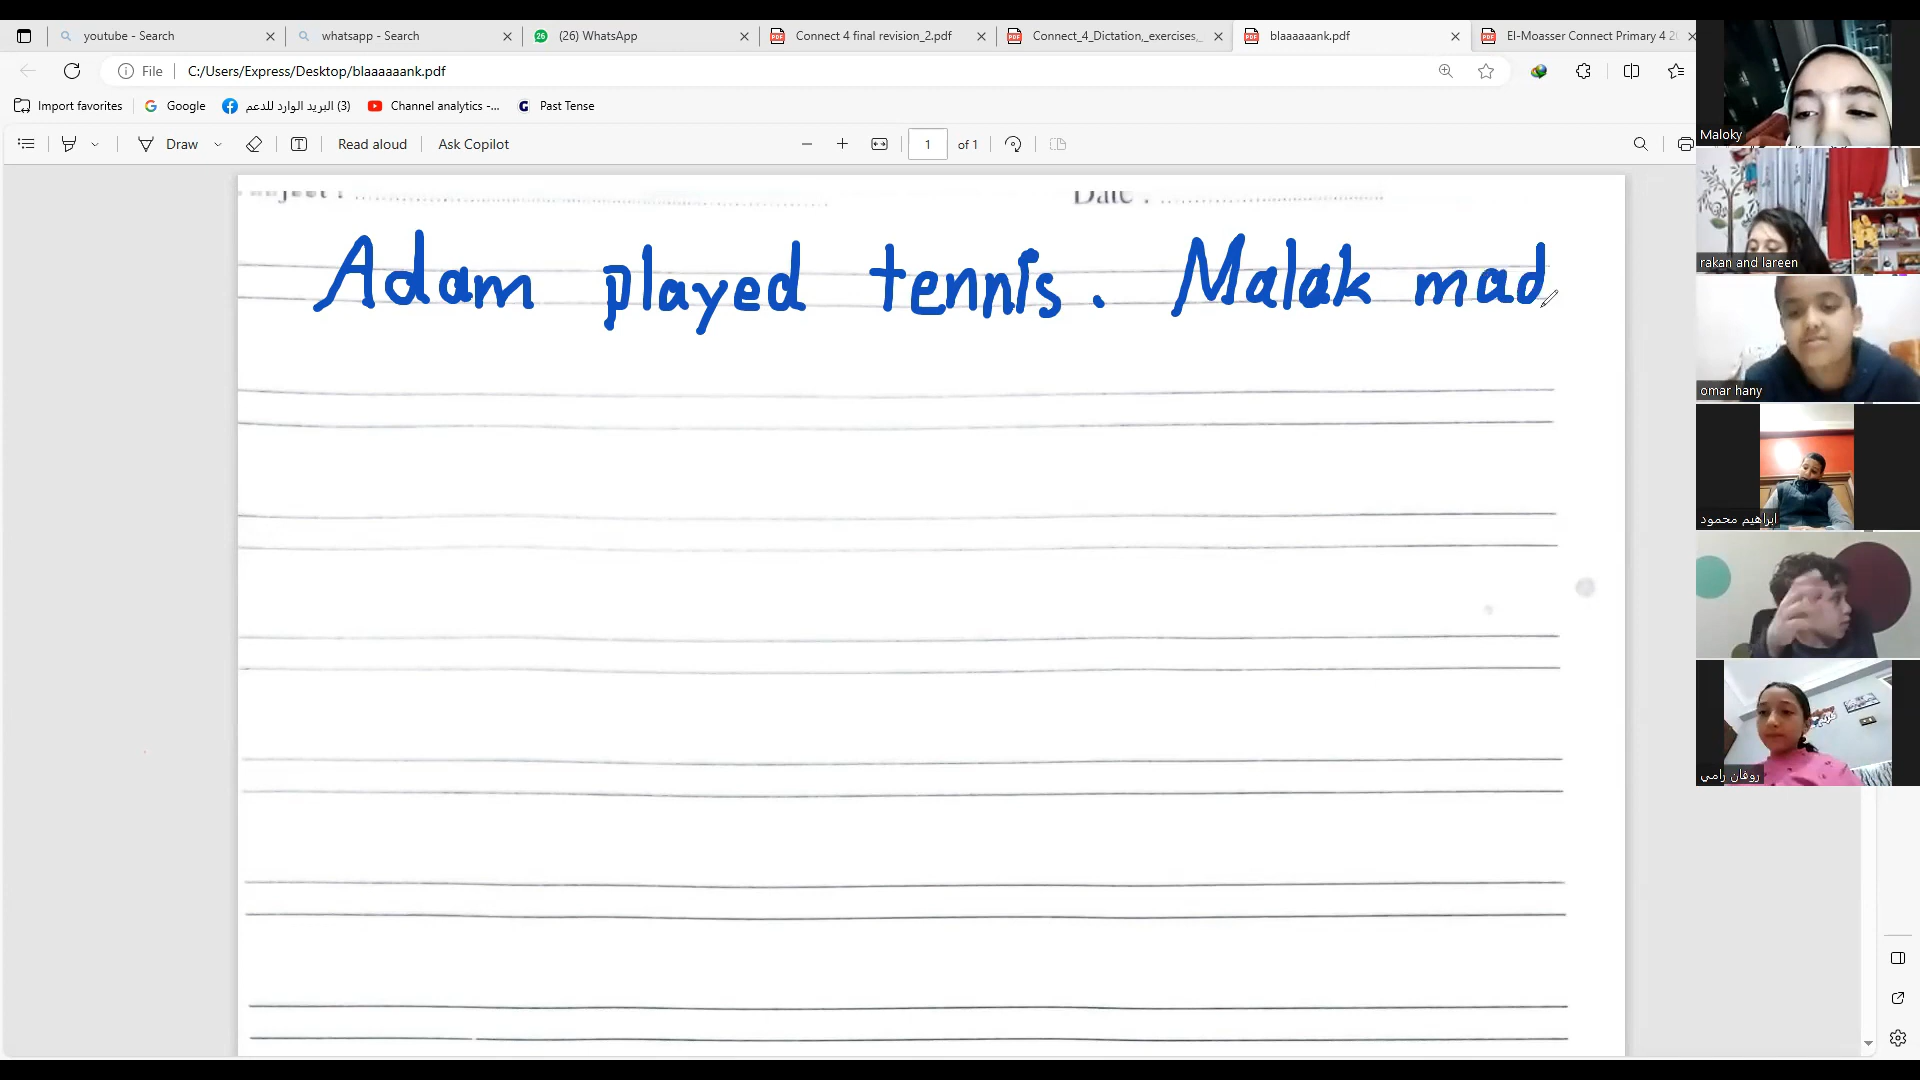 youtube - Search
whatsapp - Search
(26) WhatsApp
Connect 4 final revision_2.pdf
Connect_4_Dictation,_exercises,_
blaaaaaank.pdf
El-Moasser Connect Primary 4 2
File
C:/Users/Express/Desktop/blaaaaaank.pdf
Import favorites
Google
(3) البريد الوارد للدعم
Channel analytics -...
Past Tense
Draw
Read aloud
Ask Copilot
1
of 1
Date :
Adam played tennis. Malak mad
Maloky
rakan and lareen
omar hany
ابراهيم محمود
روفان رامي